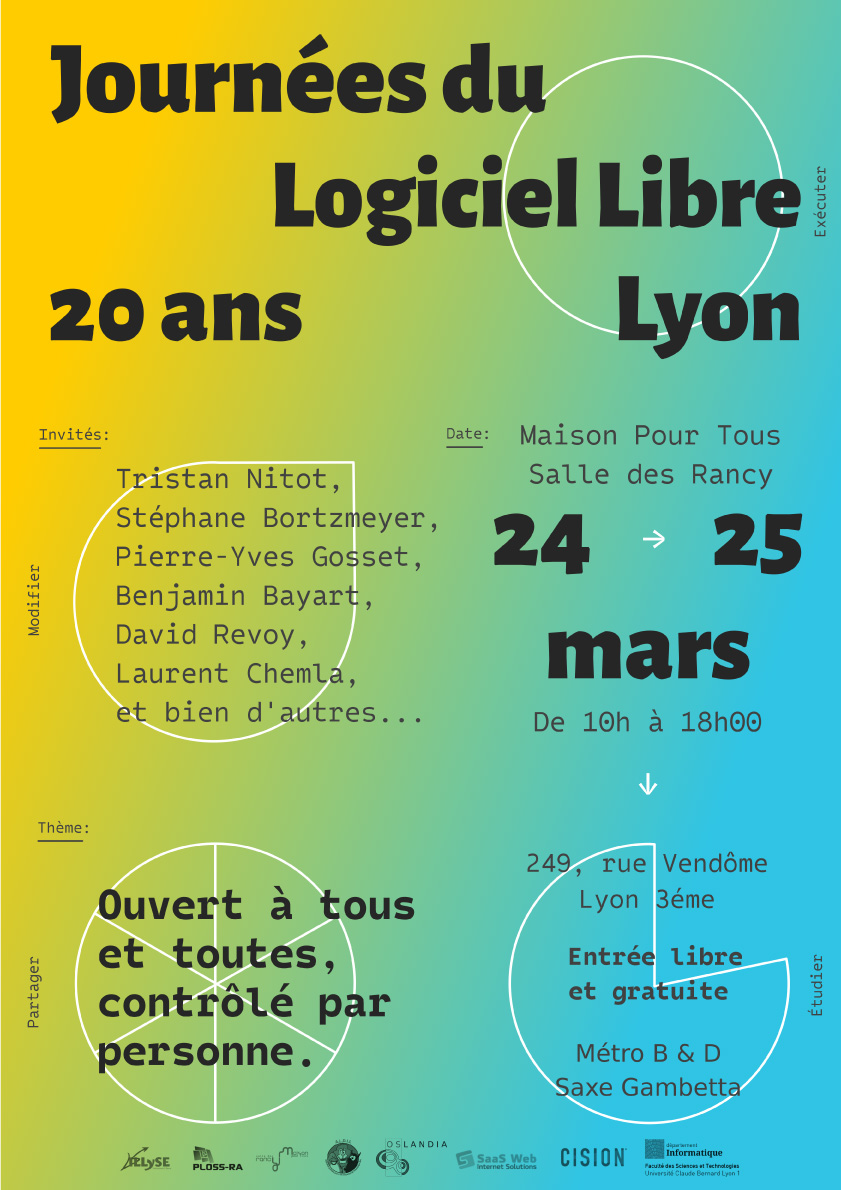 Journées du
Logiciel Libre
Exécuter
20 ans
Lyon
Invités:
Tristan Nitot,
Stéphane Bortzmeyer,
Pierre-Yves Gosset,
Benjamin Bayart,
David Revoy,
Laurent Chemla,
et bien d'autres...
Modifier
Date:
Maison Pour Tous
Salle des Rancy
24 → 25
mars
De 10h à 18h00
Thème:
Ouvert à tous
et toutes,
contrôlé par
personne.
Partager
249, rue Vendôme
Lyon 3éme
Entrée libre
et gratuite
Métro B & D
Saxe Gambetta
Étudier
PLOSS-RA
OSLANDIA
SaaS Web
Internet Solutions
CISION
département
Informatique
Faculté des Sciences et Technologies
Université Claude Bernard Lyon 1